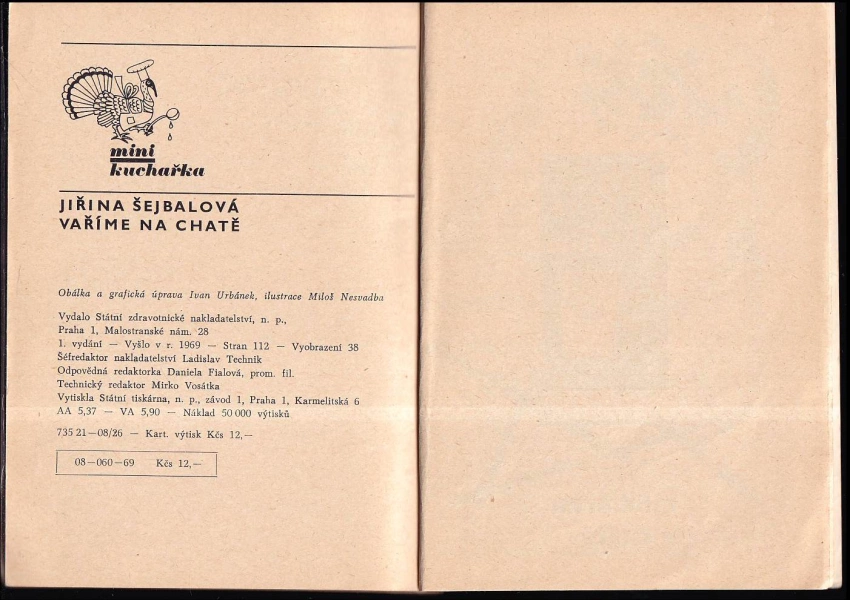 mini
kuchařka
JIŘINA ŠEJBALOVÁ
VAŘÍME NA CHATĚ
Obálka a grafická úprava Ivan Urbánek, ilustrace Miloš Nesvadba
Vydalo Státní zdravotnické nakladatelství, n. p.,
Praha 1, Malostranské nám. 28
1. vydání — Vyšlo v r. 1969 — Stran 112 — Vyobrazení 38
Šéfredaktor nakladatelství Ladislav Technik
Odpovědná redaktorka Daniela Fialová, prom. fil.
Technický redaktor Mirko Vosátka
Vytiskla Státní tiskárna, n. p., závod 1, Praha 1, Karmelitská 6
AA 5,37 — VA 5,90 — Náklad 50 000 výtisků
735 21—08/26 — Kart. výtisk Kčs 12,—
08—060—69 Kčs 12,—